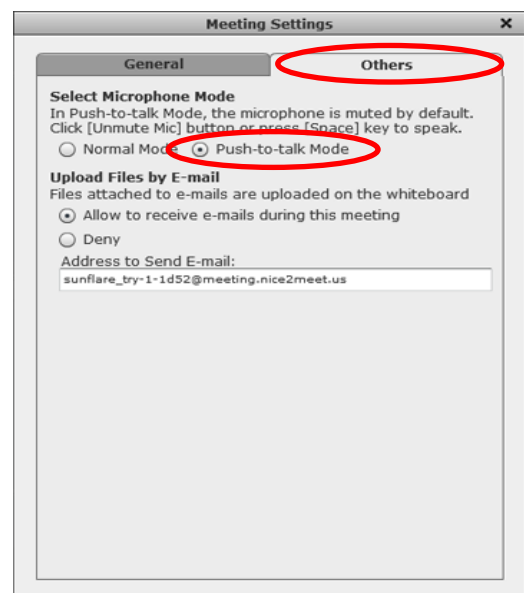 Meeting Settings ×
General Others
Select Microphone Mode
In Push-to-talk Mode, the microphone is muted by default.
Click [Unmute Mic] button or press [Space] key to speak.
Normal Mode Push-to-talk Mode
Upload Files by E-mail
Files attached to e-mails are uploaded on the whiteboard
Allow to receive e-mails during this meeting
Deny
Address to Send E-mail:
sunflare_try-1-1d52@meeting.nice2meet.us